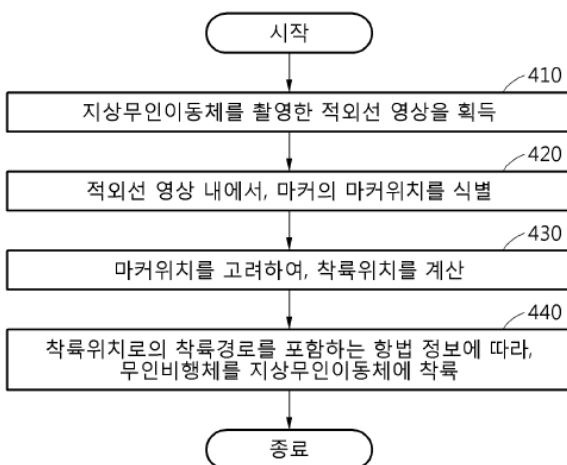 시작
410
지상무인이동체를 촬영한 적외선 영상을 획득
420
적외선 영상 내에서, 마커의 마커위치를 식별
430
마커위치를 고려하여, 착륙위치를 계산
440
착륙위치로의 착륙경로를 포함하는 항법 정보에 따라,
무인비행체를 지상무인이동체에 착륙
종료